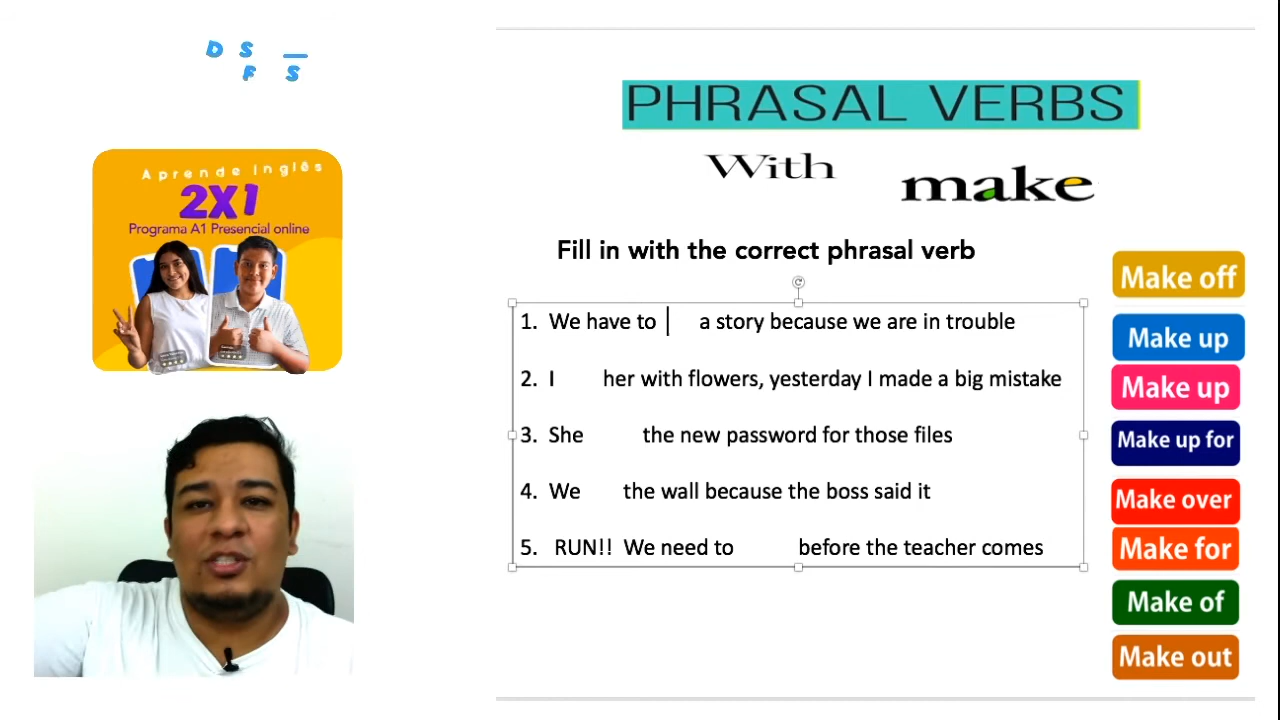 D S _
F S
Aprende Inglês
2X1
Programa A1 Presencial online
PHRASAL VERBS
With
make
Fill in with the correct phrasal verb
1. We have to a story because we are in trouble
2. I her with flowers, yesterday I made a big mistake
3. She the new password for those files
4. We the wall because the boss said it
5. RUN!! We need to before the teacher comes
Make off
Make up
Make up
Make up for
Make over
Make for
Make of
Make out